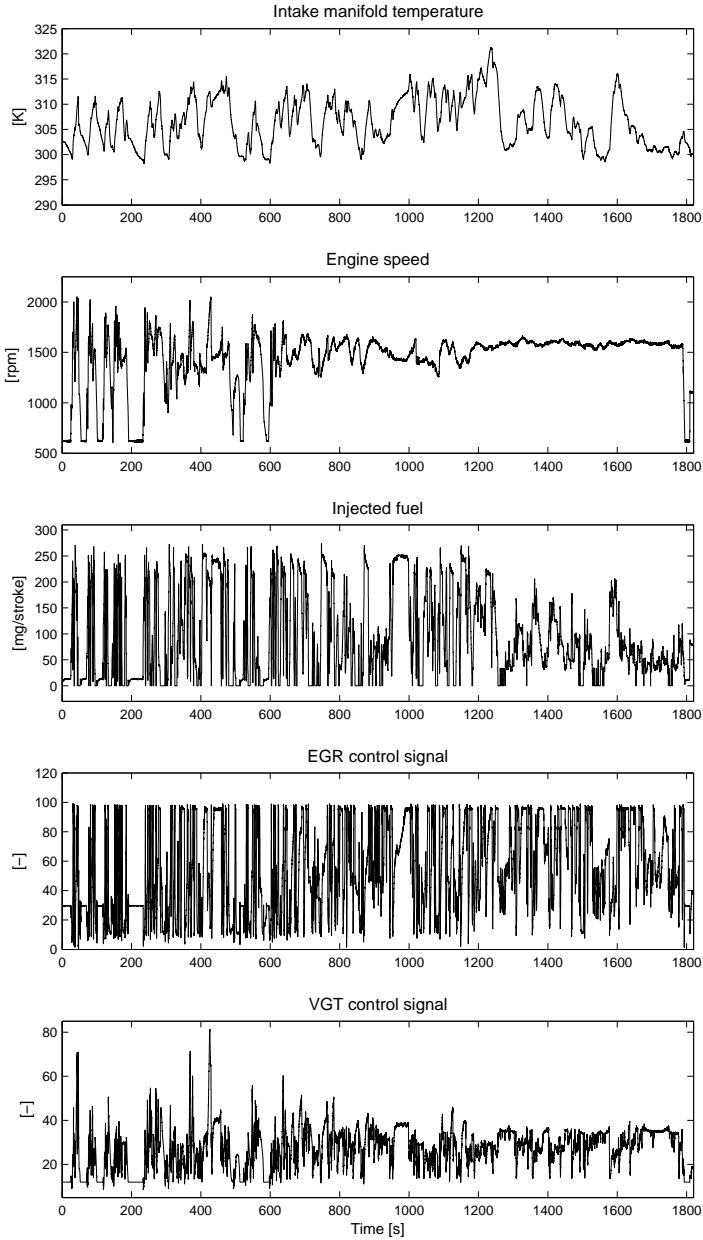 Intake manifold temperature
325
320
315
310
305
300
295
290
[K]
0 200 400 600 800 1000 1200 1400 1600 1800
Engine speed
2000
1500
1000
500
[rpm]
0 200 400 600 800 1000 1200 1400 1600 1800
Injected fuel
300
250
200
150
100
50
0
[mg/stroke]
0 200 400 600 800 1000 1200 1400 1600 1800
EGR control signal
120
100
80
60
40
20
0
[−]
0 200 400 600 800 1000 1200 1400 1600 1800
VGT control signal
80
60
40
20
[−]
0 200 400 600 800 1000 1200 1400 1600 1800
Time [s]